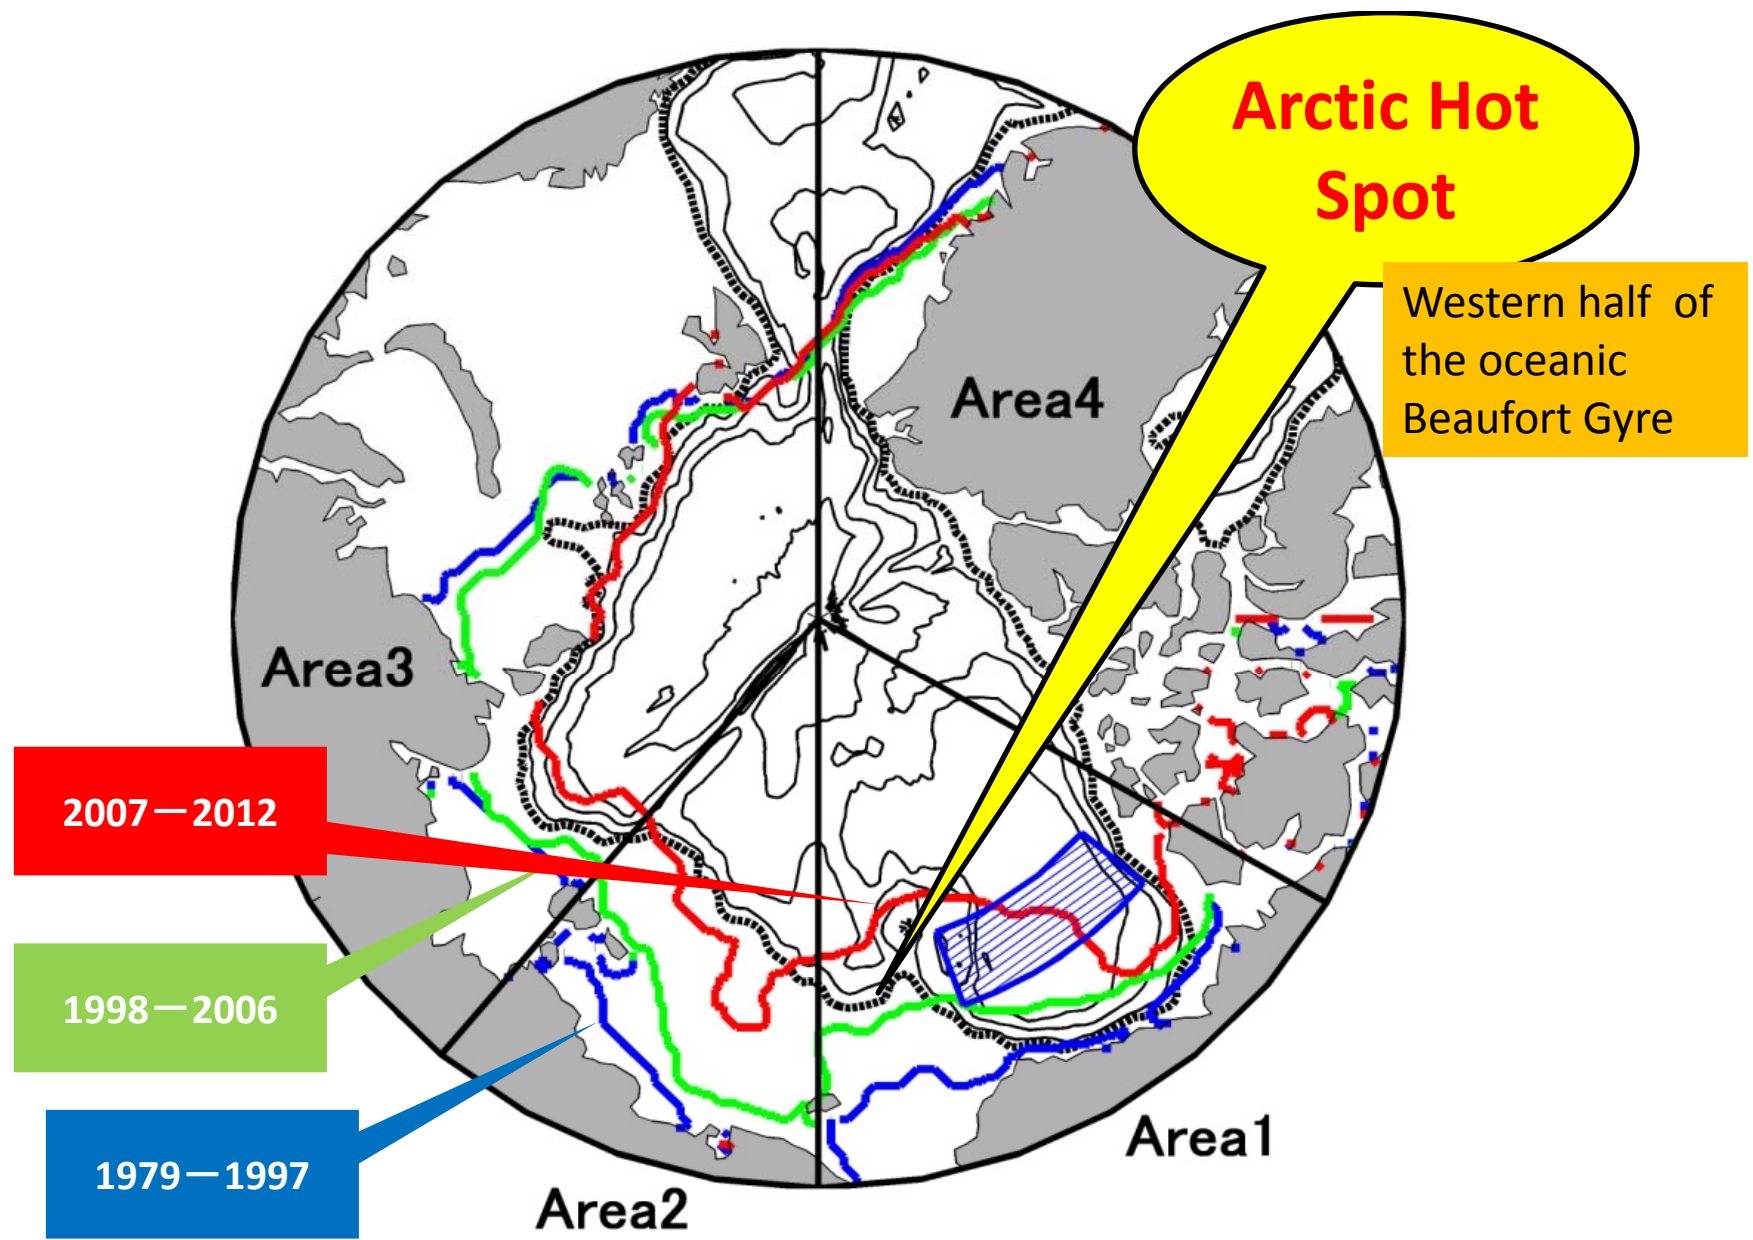 Arctic Hot
Spot
Western half  of
the oceanic
Beaufort Gyre
Area4
Area3
2007－2012
1998－2006
1979－1997
Area1
Area2